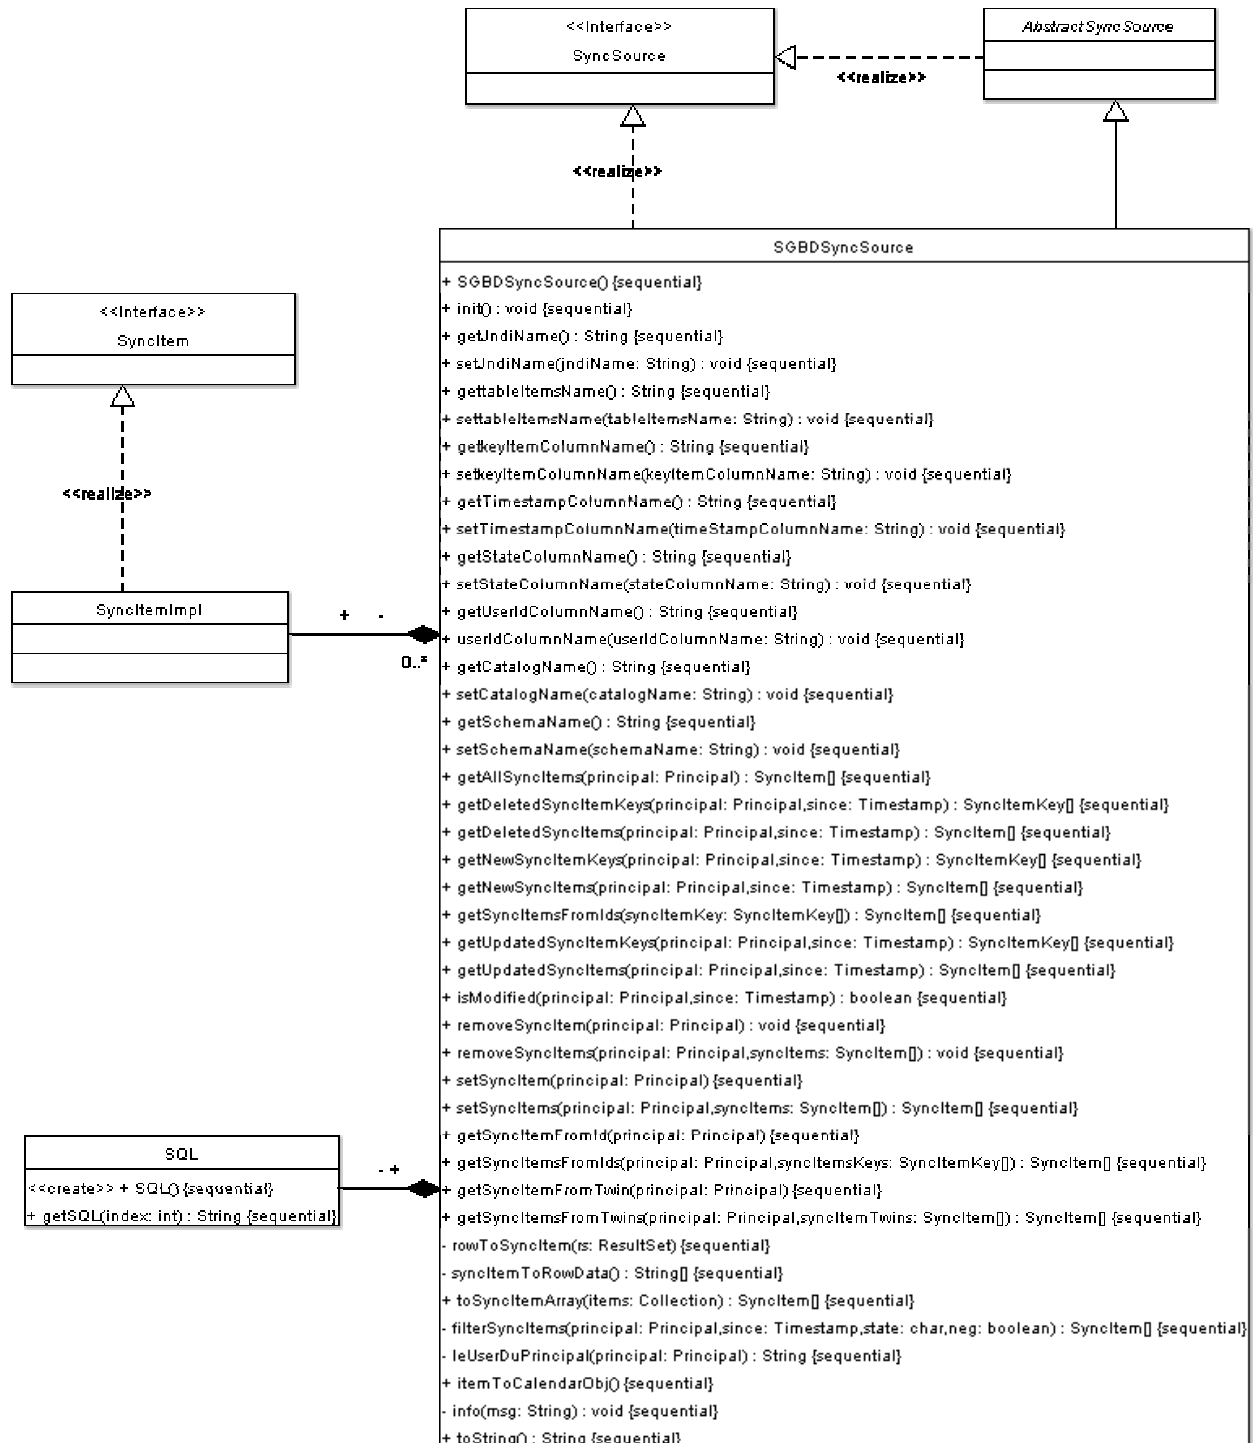 <<Interface>>
SyncSource
AbstractSyncSource
<<realize>>
<<realize>>
SGBDSyncSource
+ SGBDSyncSource() {sequential}
+ init() : void {sequential}
+ getJndiName() : String {sequential}
+ setJndiName(jndiName: String) : void {sequential}
+ gettableItemsName() : String {sequential}
+ settableItemsName(tableItemsName: String) : void {sequential}
+ getkeyItemColumnName() : String {sequential}
+ setkeyItemColumnName(keyItemColumnName: String) : void {sequential}
+ getTimestampColumnName() : String {sequential}
+ setTimestampColumnName(timeStampColumnName: String) : void {sequential}
+ getStateColumnName() : String {sequential}
+ setStateColumnName(stateColumnName: String) : void {sequential}
+ getUserIdColumnName() : String {sequential}
+ userIdColumnName(userIdColumnName: String) : void {sequential}
+ getCatalogName() : String {sequential}
+ setCatalogName(catalogName: String) : void {sequential}
+ getSchemaName() : String {sequential}
+ setSchemaName(schemaName: String) : void {sequential}
+ getAllSyncItems(principal: Principal) : SyncItem[] {sequential}
+ getDeletedSyncItemKeys(principal: Principal,since: Timestamp) : SyncItemKey[] {sequential}
+ getDeletedSyncItems(principal: Principal,since: Timestamp) : SyncItem[] {sequential}
+ getNewSyncItemKeys(principal: Principal,since: Timestamp) : SyncItemKey[] {sequential}
+ getNewSyncItems(principal: Principal,since: Timestamp) : SyncItem[] {sequential}
+ getSyncItemsFromIds(syncItemKey: SyncItemKey[]) : SyncItem[] {sequential}
+ getUpdatedSyncItemKeys(principal: Principal,since: Timestamp) : SyncItemKey[] {sequential}
+ getUpdatedSyncItems(principal: Principal,since: Timestamp) : SyncItem[] {sequential}
+ isModified(principal: Principal,since: Timestamp) : boolean {sequential}
+ removeSyncItem(principal: Principal) : void {sequential}
+ removeSyncItems(principal: Principal,syncItems: SyncItem[]) : void {sequential}
+ setSyncItem(principal: Principal) {sequential}
+ setSyncItems(principal: Principal,syncItems: SyncItem[]) : SyncItem[] {sequential}
+ getSyncItemFromId(principal: Principal) {sequential}
+ getSyncItemsFromIds(principal: Principal,syncItemsKeys: SyncItemKey[]) : SyncItem[] {sequential}
+ getSyncItemFromTwin(principal: Principal) {sequential}
+ getSyncItemsFromTwins(principal: Principal,syncItemTwins: SyncItem[]) : SyncItem[] {sequential}
- rowToSyncItem(rs: ResultSet) {sequential}
- syncItemToRowData() : String[] {sequential}
+ toSyncItemArray(items: Collection) : SyncItem[] {sequential}
- filterSyncItems(principal: Principal,since: Timestamp,state: char,neg: boolean) : SyncItem[] {sequential}
- leUserDuPrincipal(principal: Principal) : String {sequential}
+ itemToCalendarObj() {sequential}
- info(msg: String) : void {sequential}
+ toString() : String {sequential}
<<Interface>>
SyncItem
<<realize>>
SyncItemImpl
+ -
0..*
SQL
<<create>> + SQL() {sequential}
+ getSQL(index: int) : String {sequential}
- +